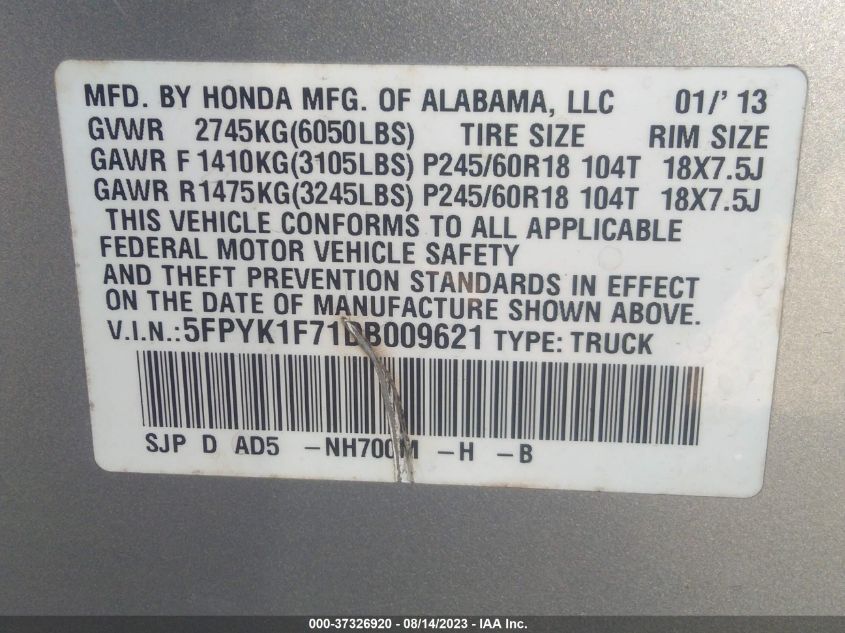 MFD. BY HONDA MFG. OF ALABAMA, LLC 01/'13
GVWR 2745KG(6050LBS) TIRE SIZE RIM SIZE
GAWR F 1410KG(3105LBS) P245/60R18 104T 18X7.5J
GAWR R1475KG(3245LBS) P245/60R18 104T 18X7.5J
THIS VEHICLE CONFORMS TO ALL APPLICABLE
FEDERAL MOTOR VEHICLE SAFETY
AND THEFT PREVENTION STANDARDS IN EFFECT
ON THE DATE OF MANUFACTURE SHOWN ABOVE.
V.I.N.:5FPYK1F71DB009621 TYPE: TRUCK
SJP D AD5 -NH700M -H -B
000-37326920 - 08/14/2023 - IAA Inc.